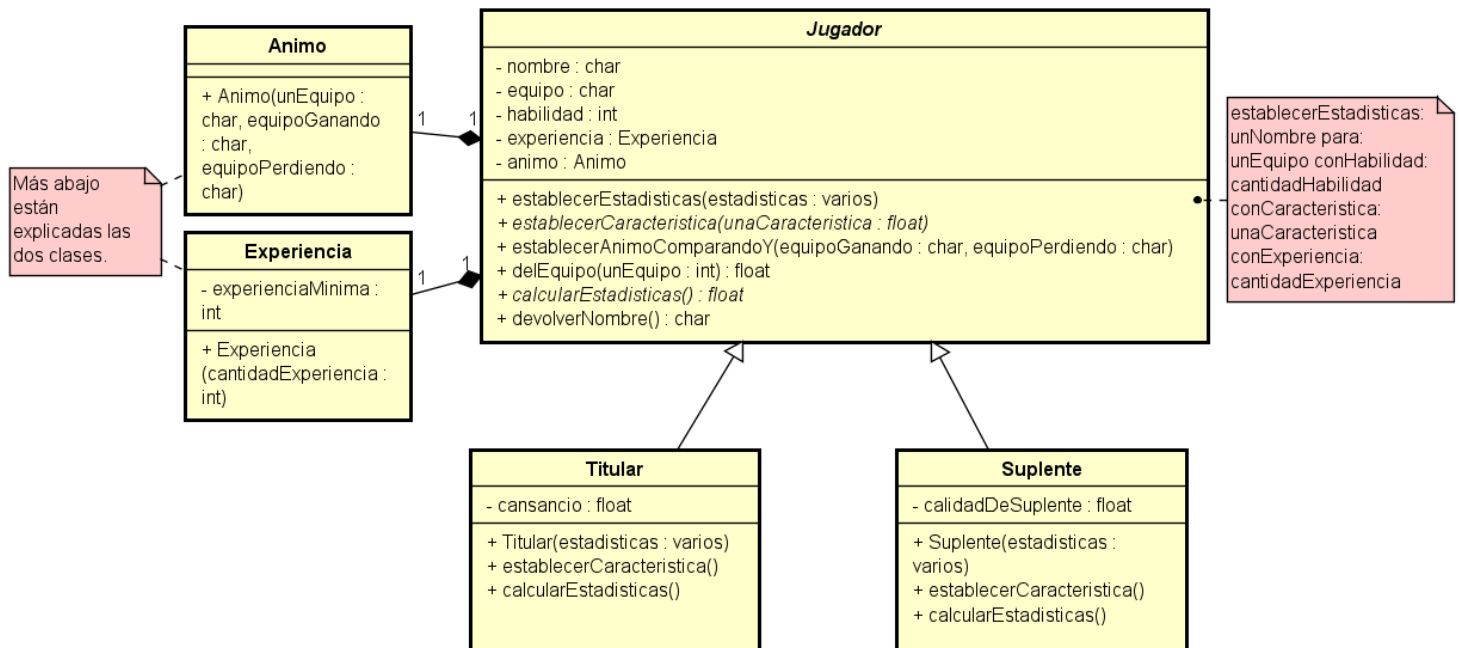 Animo
+ Animo(unEquipo :
char, equipoGanando
: char,
equipoPerdiendo :
char)
1
1
Más abajo
están
explicadas las
dos clases.
Experiencia
- experienciaMinima :
int
+ Experiencia
(cantidadExperiencia :
int)
1
1
Jugador
- nombre : char
- equipo : char
- habilidad : int
- experiencia : Experiencia
- animo : Animo
+ establecerEstadisticas(estadisticas : varios)
+ establecerCaracteristica(unaCaracteristica : float)
+ establecerAnimoComparandoY(equipoGanando : char, equipoPerdiendo : char)
+ delEquipo(unEquipo : int) : float
+ calcularEstadisticas() : float
+ devolverNombre() : char
establecerEstadisticas:
unNombre para:
unEquipo conHabilidad:
cantidadHabilidad
conCaracteristica:
unaCaracteristica
conExperiencia:
cantidadExperiencia
Titular
- cansancio : float
+ Titular(estadisticas : varios)
+ establecerCaracteristica()
+ calcularEstadisticas()
Suplente
- calidadDeSuplente : float
+ Suplente(estadisticas :
varios)
+ establecerCaracteristica()
+ calcularEstadisticas()